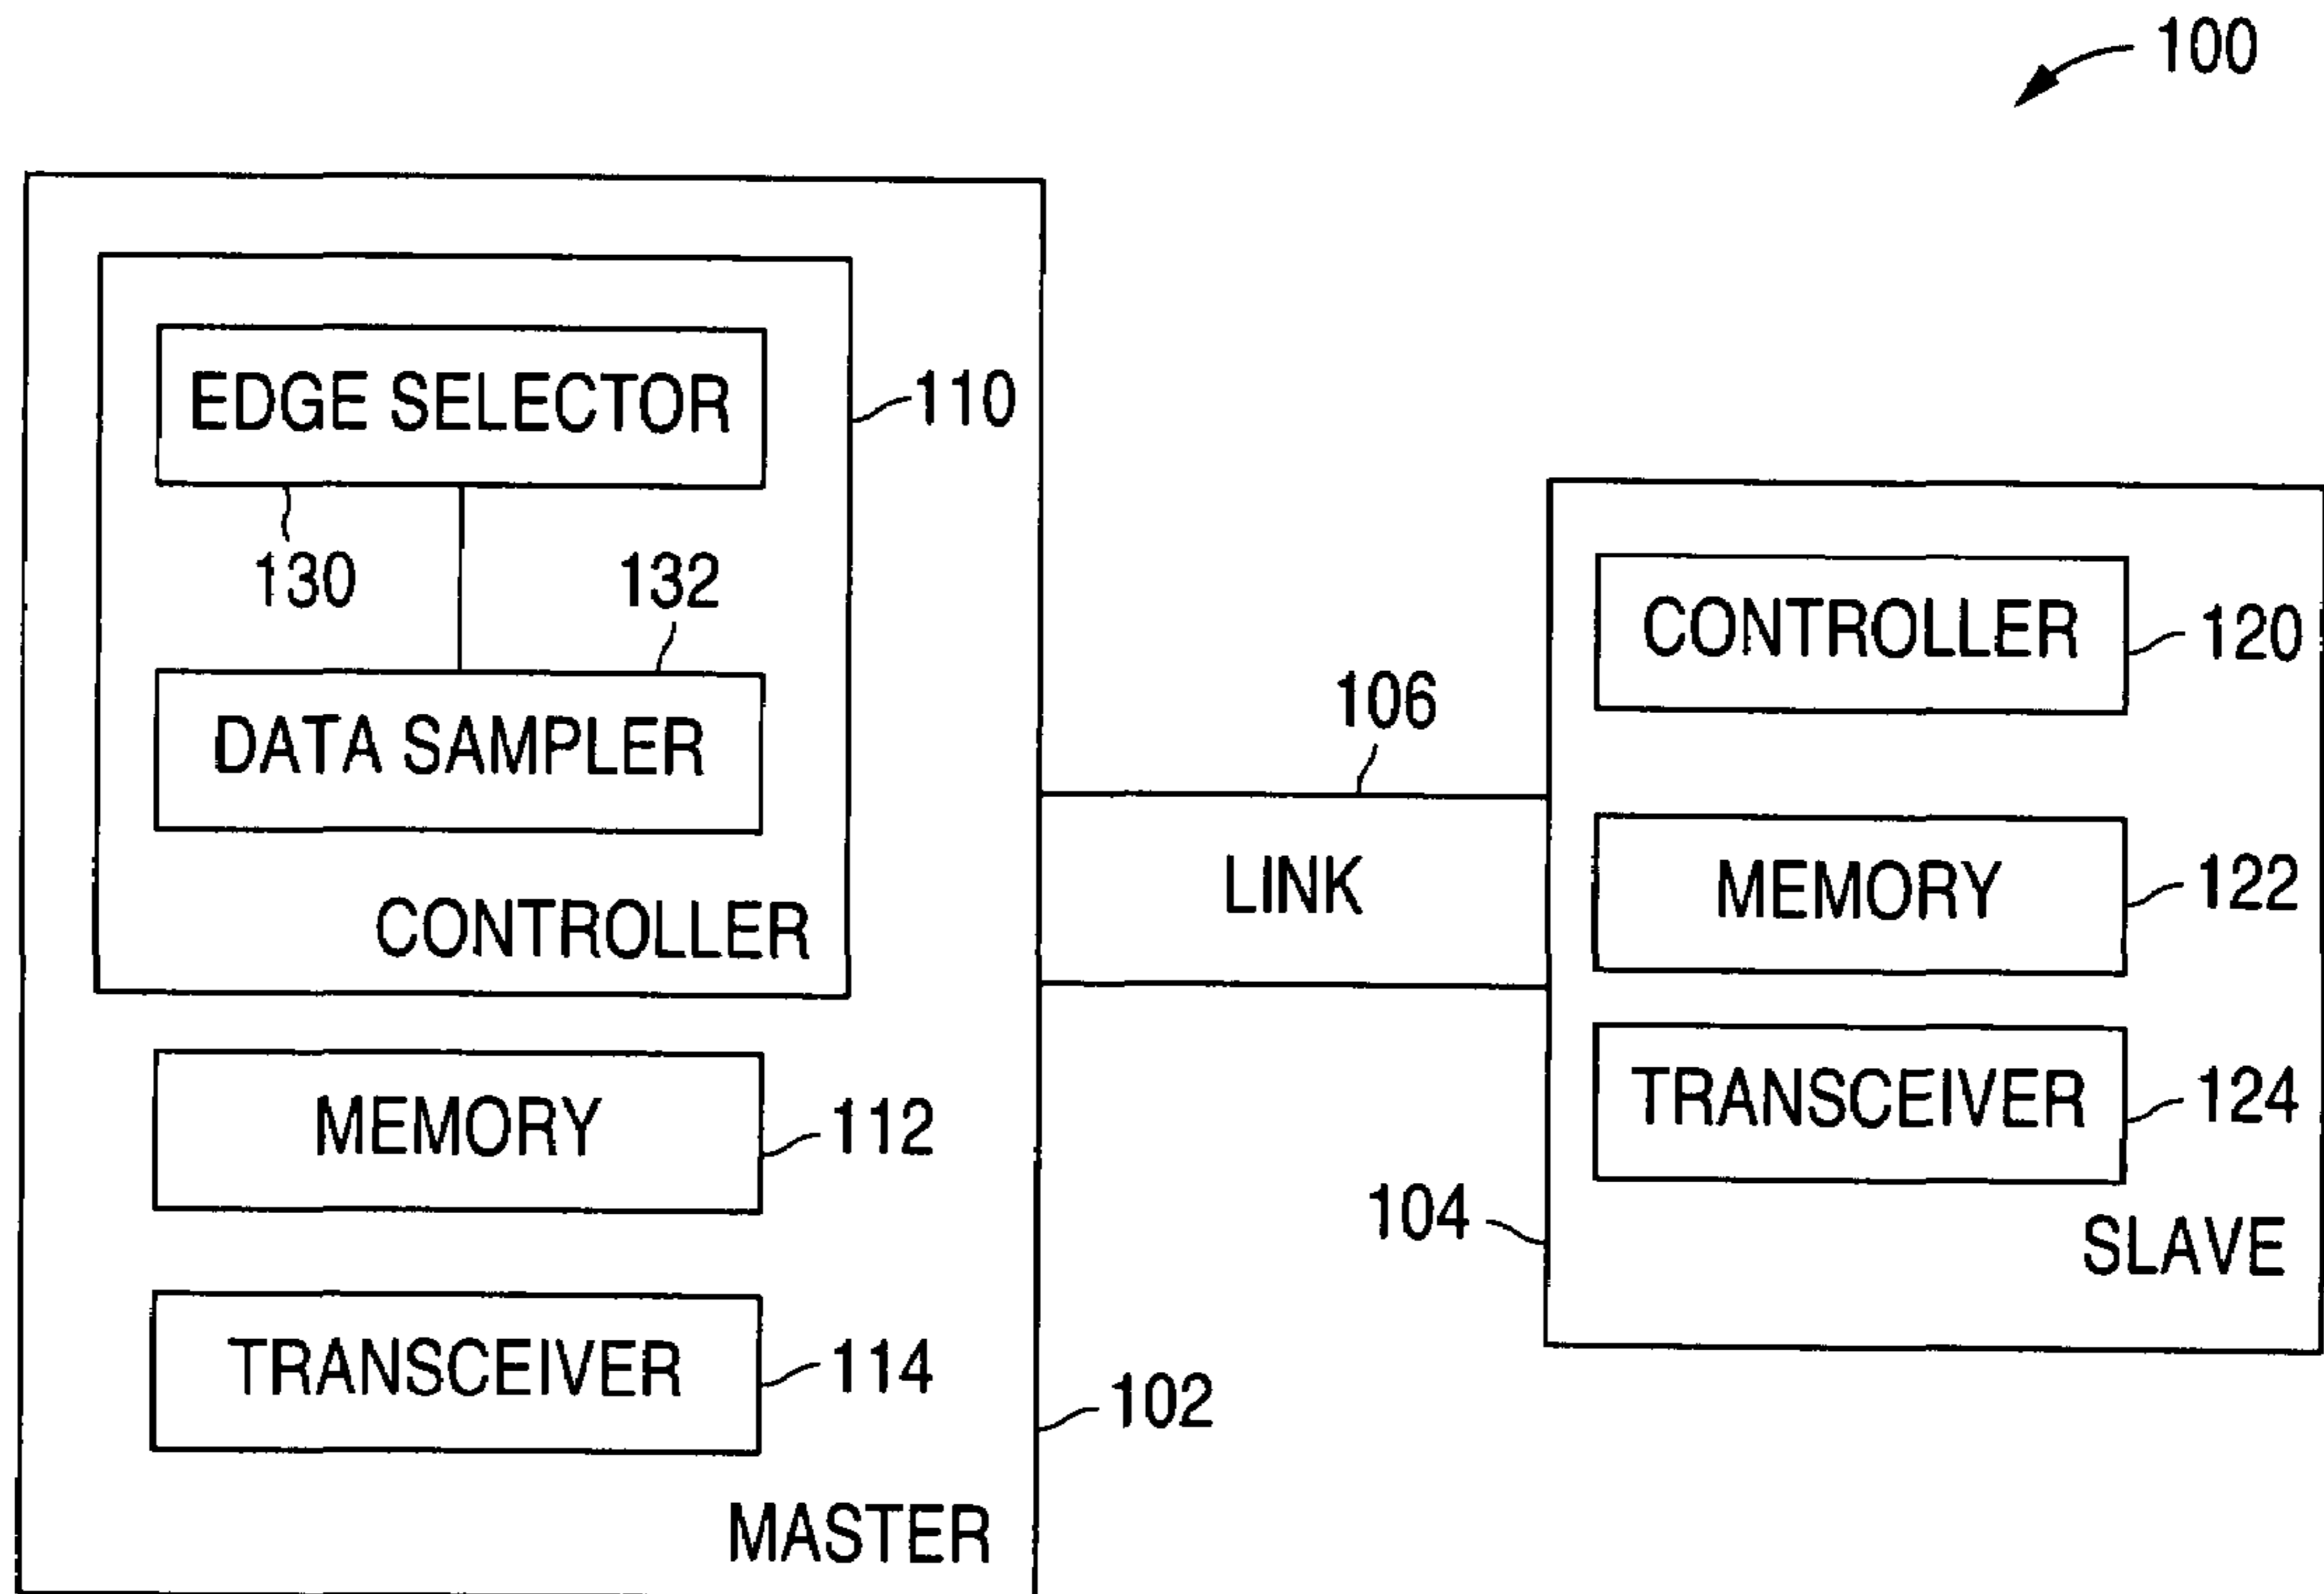 100
EDGE SELECTOR
110
130
132
DATA SAMPLER
CONTROLLER
MEMORY
112
TRANSCEIVER
114
102
MASTER
106
LINK
CONTROLLER
120
MEMORY
122
TRANSCEIVER
124
104
SLAVE